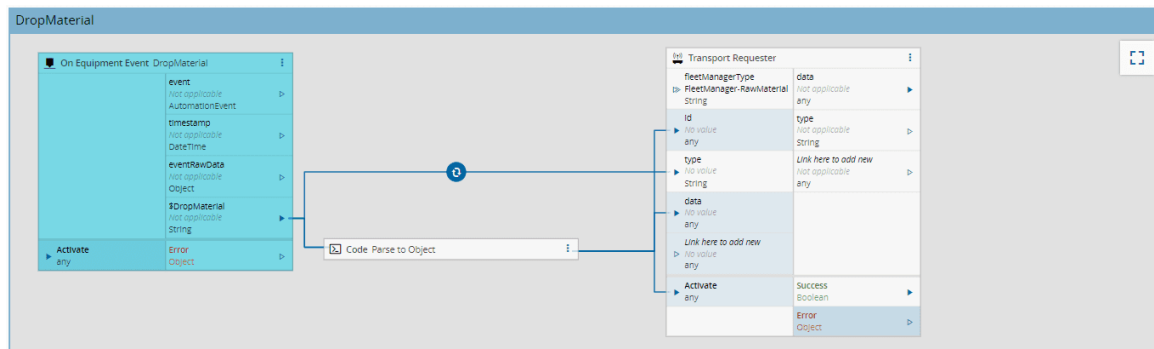 DropMaterial
On Equipment Event DropMaterial
event
Not applicable
AutomationEvent
timestamp
Not applicable
DateTime
eventRawData
Not applicable
Object
$DropMaterial
Not applicable
String
Activate
any
Error
Object
Code Parse to Object
Transport Requester
fleetManagerType
FleetManager-RawMaterial
String
Id
No value
any
type
No value
String
data
No value
any
Link here to add new
No value
any
Activate
any
data
Not applicable
any
type
Not applicable
String
Link here to add new
Not applicable
any
Success
Boolean
Error
Object